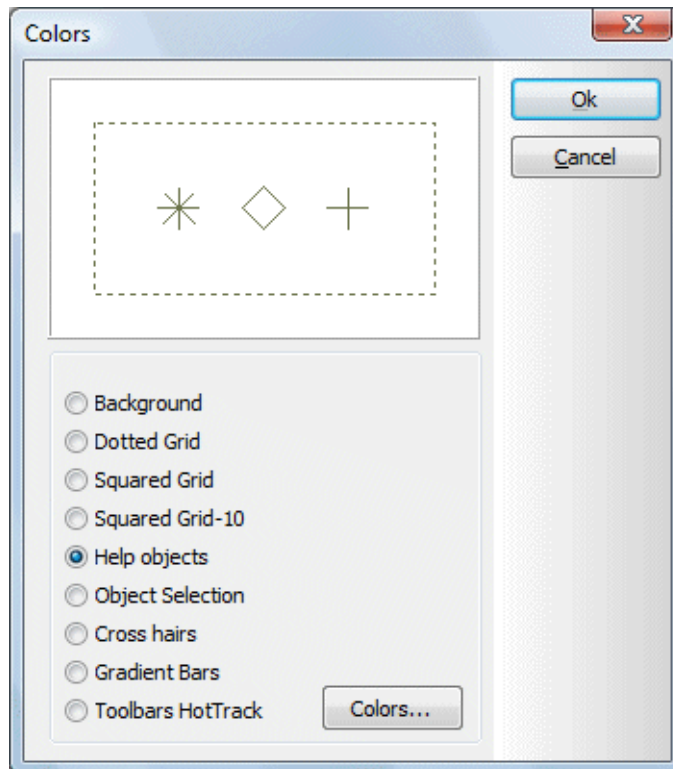 Colors
Ok
Cancel
Background
Dotted Grid
Squared Grid
Squared Grid-10
Help objects
Object Selection
Cross hairs
Gradient Bars
Toolbars HotTrack
Colors...